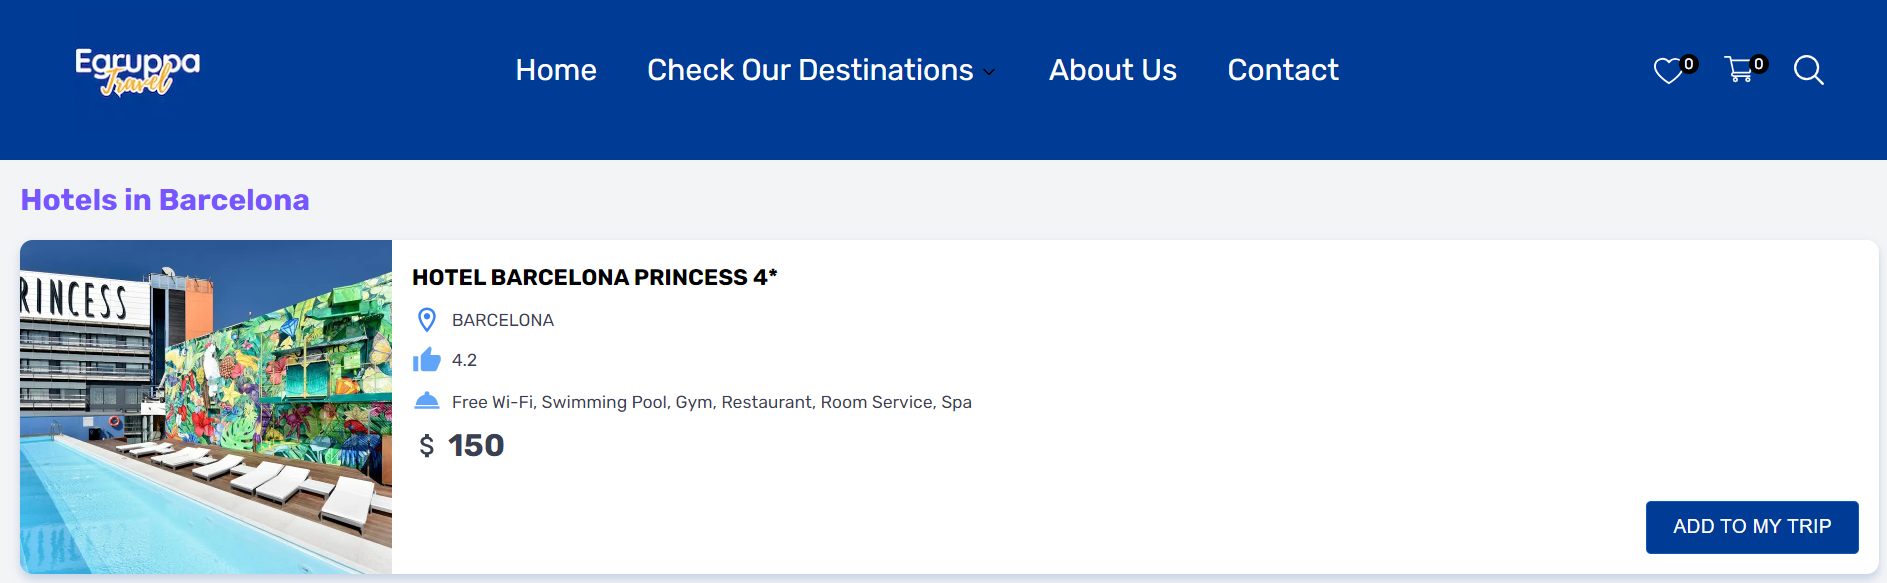 Egruppa
Travel
Home
Check Our Destinations
About Us
Contact
0
0
Hotels in Barcelona
RINCESS
HOTEL BARCELONA PRINCESS 4*
BARCELONA
4.2
Free Wi-Fi, Swimming Pool, Gym, Restaurant, Room Service, Spa
$ 150
ADD TO MY TRIP